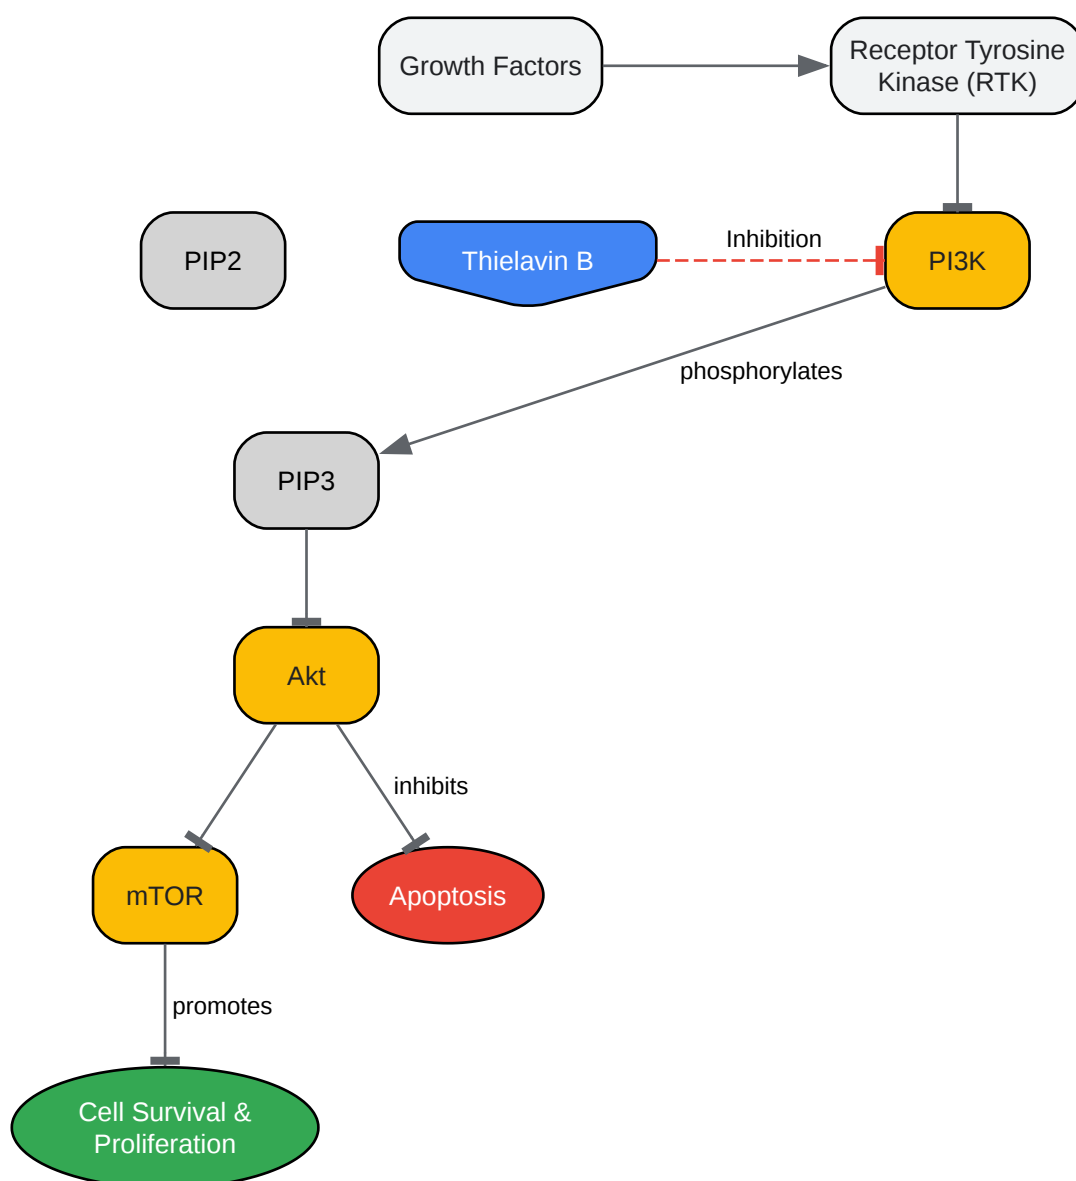 Growth Factors
Receptor Tyrosine
Kinase (RTK)
PIP2
Thielavin B
Inhibition
PI3K
phosphorylates
PIP3
Akt
inhibits
mTOR
Apoptosis
promotes
Cell Survival &
Proliferation